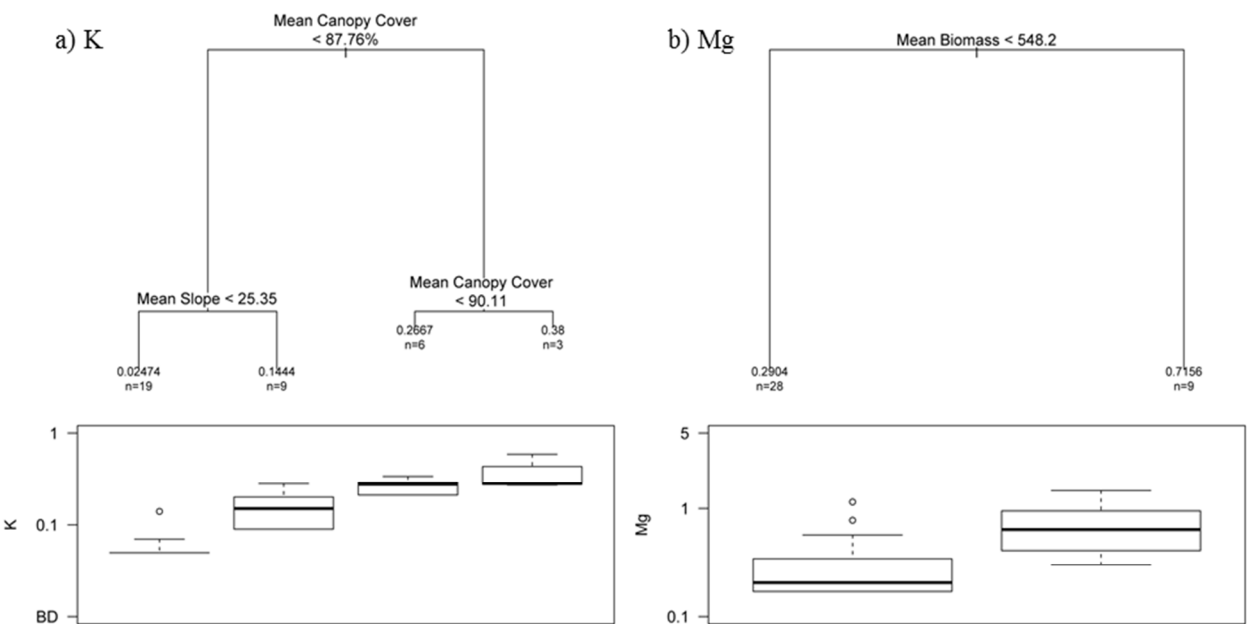 a) K
Mean Canopy Cover
< 87.76%
Mean Slope < 25.35
Mean Canopy Cover
< 90.11
0.02474
n=19
0.1444
n=9
0.2667
n=6
0.38
n=3
K
1
0.1
BD
b) Mg
Mean Biomass < 548.2
0.2904
n=28
0.7156
n=9
Mg
5
1
0.1